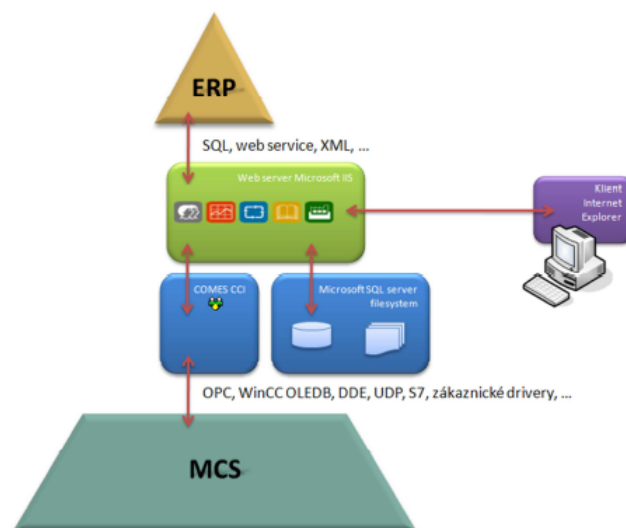 ERP
SQL, web service, XML, ...
Web server Microsoft IIS
Klient
Internet
Explorer
COMES CCI
Microsoft SQL server
filesystem
OPC, WinCC OLEDB, DDE, UDP, S7, zákaznické drivery, ...
MCS